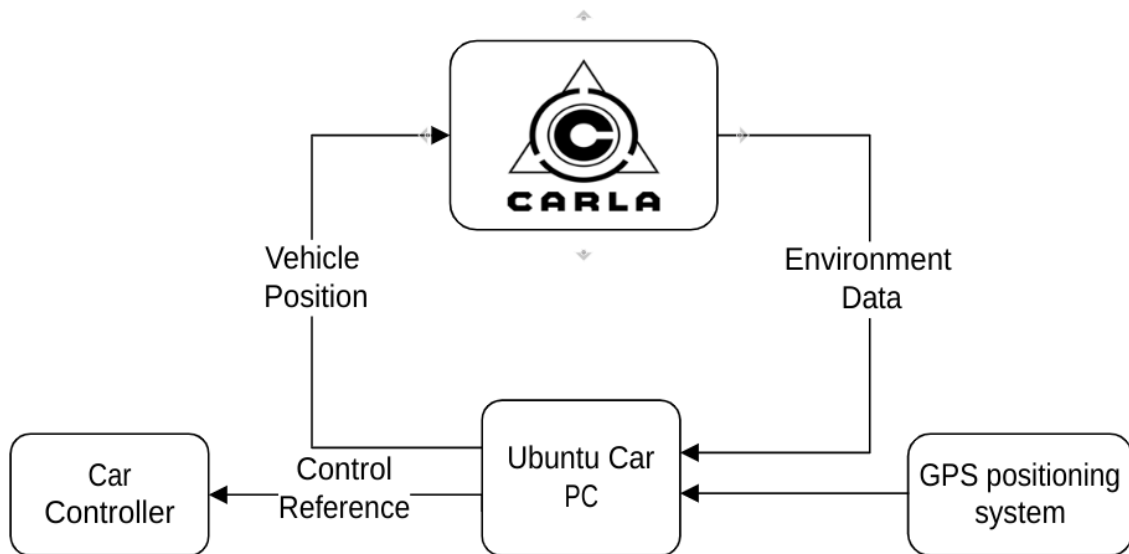 CARLA
Vehicle
Position
Environment
Data
Car
Controller
Control
Reference
Ubuntu Car
PC
GPS positioning
system